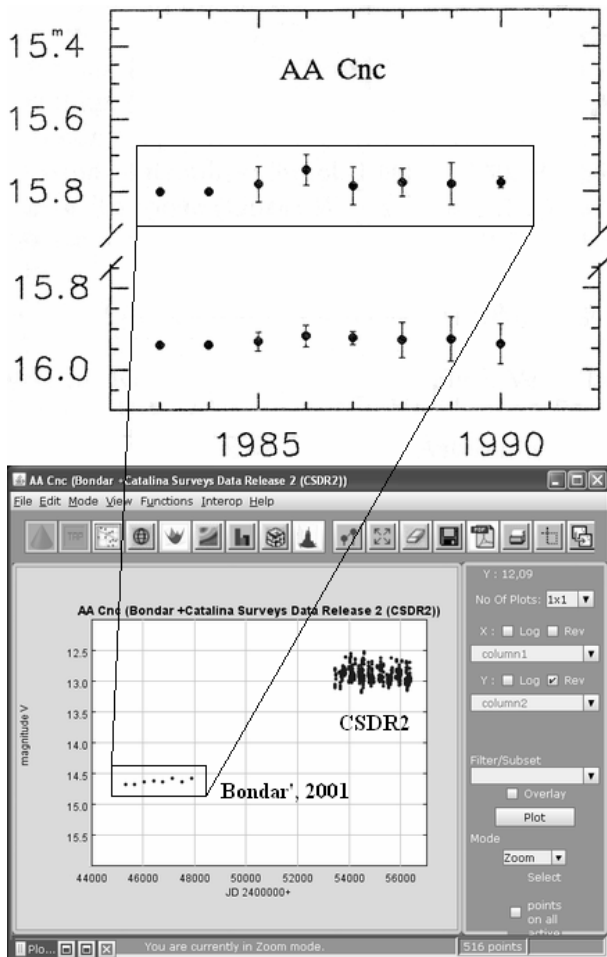 15.m4
AA Cnc
15.6
15.8
15.8
16.0
1985 1990
AA Cnc (Bondar +Catalina Surveys Data Release 2 (CSDR2))
File Edit Mode View Functions Interop Help
TAP
PDF
Y : 12,09
No Of Plots: 1x1
X : Log Rev
column1
Y : Log Rev
column2
Filter/Subset
Overlay
Plot
Mode
Zoom
Select
points
on all
active
AA Cnc (Bondar +Catalina Surveys Data Release 2 (CSDR2))
magnitude V
12.5
13.0
13.5
14.0
14.5
15.0
15.5
CSDR2
Bondar', 2001
44000 46000 48000 50000 52000 54000 56000
JD 2400000+
Plo... You are currently in Zoom mode. 516 points